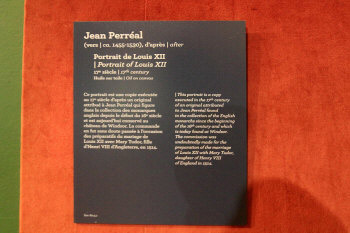 Jean Perréal
(vers | ca. 1455-1530), d'après | after
Portrait de Louis XII
| Portrait of Louis XII
17e siècle | 17th century
Huile sur toile | Oil on canvas
Ce portrait est une copie exécutée
au 17e siècle d'après un original
attribué à Jean Perréal qui figure
dans la collection des monarques
anglais depuis le début du 16e siècle
et est aujourd'hui conservé au
château de Windsor. La commande
en fut sans doute passée à l'occasion
des préparatifs du mariage de
Louis XII avec Mary Tudor, fille
d'Henri VIII d'Angleterre, en 1514.
| This portrait is a copy
executed in the 17th century
of an original attributed
to Jean Perréal found
in the collection of the English
monarchs since the beginning
of the 16th century and which
is today found at Windsor.
The commission was
undoubtedly made for the
preparation of the marriage
of Louis XII with Mary Tudor,
daughter of Henry VIII
of England in 1514.